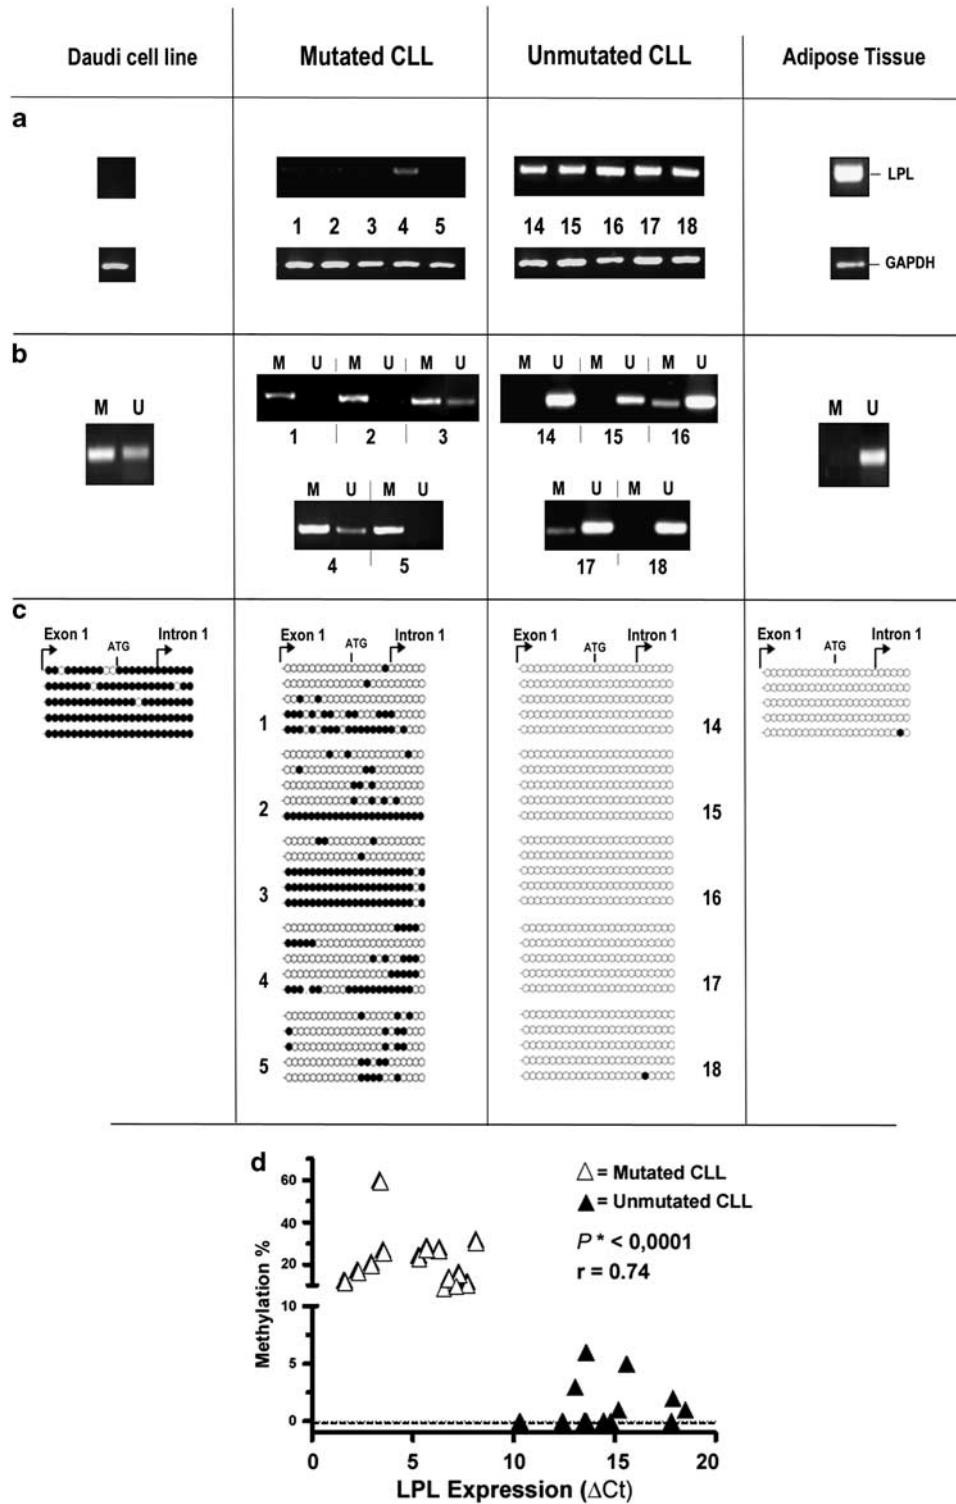 Daudi cell line Mutated CLL Unmutated CLL Adipose Tissue
a
LPL
1 2 3 4 5 14 15 16 17 18
GAPDH
b
M U M U M U M U M U M U
M U M U
1 2 3 14 15 16
M U M U M U M U
4 5 17 18
c
Exon 1 ATG Intron 1 Exon 1 ATG Intron 1 Exon 1 ATG Intron 1 Exon 1 ATG Intron 1
1 14
2 15
3 16
4 17
5 18
d
△ = Mutated CLL
▲ = Unmutated CLL
P * < 0,0001
r = 0.74
Methylation %
60
40
20
10
5
0
0 5 10 15 20
LPL Expression (ΔCt)